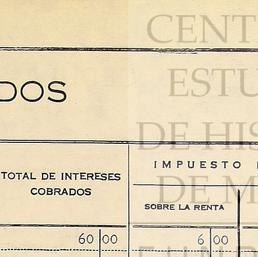 CENT
ESTU
DOS
DE HIS
IMPUESTO
TOTAL DE INTERESES
COBRADOS
DE M
SOBRE LA RENTA
60 00
6 00